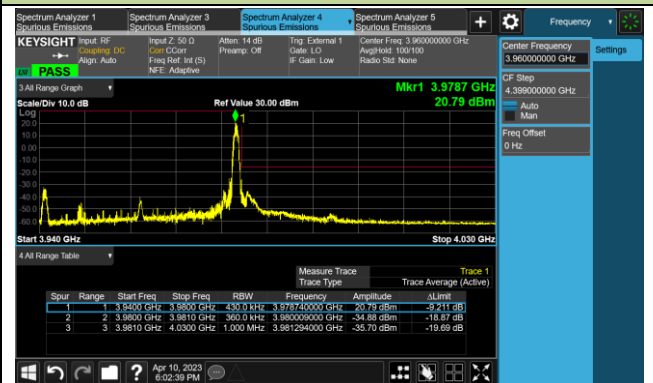 Spectrum Analyzer 1
Spurious Emissions
Spectrum Analyzer 3
Spurious Emissions
Spectrum Analyzer 4
Spurious Emissions
Spectrum Analyzer 5
Spurious Emissions
+
Frequency
KEYSIGHT
Input: RF
Coupling: DC
Align: Auto
Input Z: 50 Ω
Corr CCorr
Freq Ref: Int (S)
NFE: Adaptive
Atten: 14 dB
Preamp: Off
Trig: External 1
Gate: LO
IF Gain: Low
Center Freq: 3.960000000 GHz
Avg|Hold: 100/100
Radio Std: None
PASS
Center Frequency
3.960000000 GHz
Settings
CF Step
4.399000000 GHz
Auto
Man
Freq Offset
0 Hz
3 All Range Graph
Mkr1 3.9787 GHz
Scale/Div 10.0 dB
Ref Value 30.00 dBm
20.79 dBm
Log
1
20.0
10.0
0.00
-10.0
-20.0
-30.0
-40.0
-50.0
-60.0
Start 3.940 GHz
Stop 4.030 GHz
4 All Range Table
Measure Trace Trace 1
Trace Type Trace Average (Active)
Spur Range Start Freq Stop Freq RBW Frequency Amplitude ΔLimit
1 1 3.9400 GHz 3.9800 GHz 430.0 kHz 3.978740000 GHz 20.79 dBm -9.211 dB
2 2 3.9800 GHz 3.9810 GHz 360.0 kHz 3.980009000 GHz -34.88 dBm -18.87 dB
3 3 3.9810 GHz 4.0300 GHz 1.000 MHz 3.981294000 GHz -35.70 dBm -19.69 dB
Apr 10, 2023
6:02:39 PM